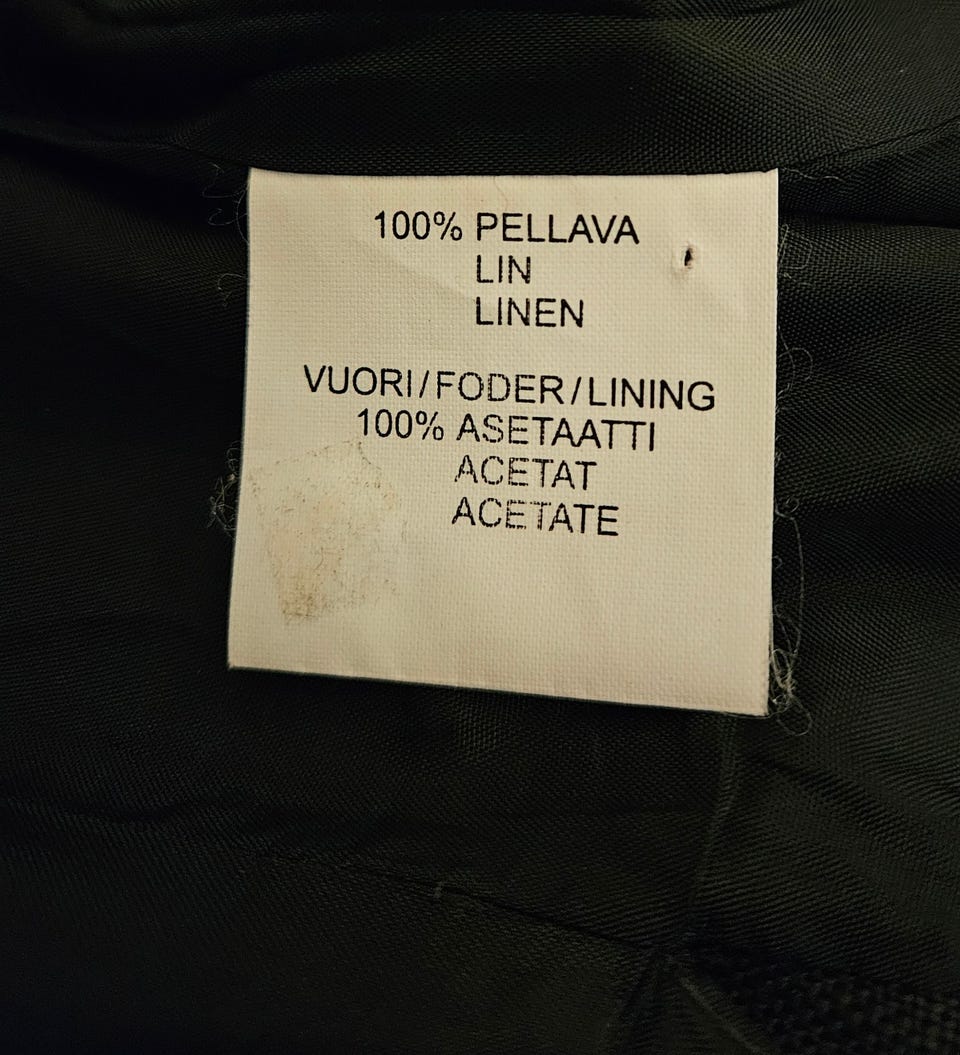 100% PELLAVA
LIN
LINEN
VUORI/FODER/LINING
100% ASETAATTI
ACETAT
ACETATE